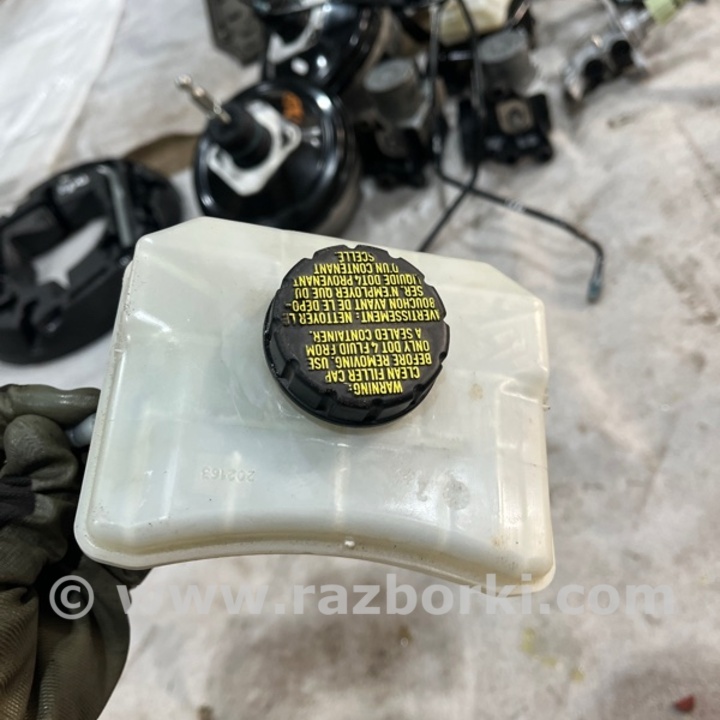 WARNING:
CLEAN FILLER CAP
BEFORE REMOVING. USE
ONLY DOT 4 FLUID FROM
A SEALED CONTAINER.
AVERTISSEMENT: NETTOYER LE
BOUCHON AVANT DE LE DEPO-
SER. N'EMPLOYER QUE DU
LIQUIDE DOT4 PROVENANT
D'UN CONTENANT
SCELLE.
202163
© www.razborki.com